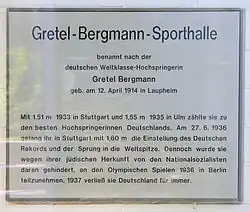 Gretel-Bergmann-Sporthalle
benannt nach der
deutschen Weltklasse-Hochspringerin
Gretel Bergmann
geb. am 12. April 1914 in Laupheim
Mit 1,51 m 1933 in Stuttgart und 1,55 m 1935 in Ulm zählte sie zu
den besten Hochspringerinnen Deutschlands. Am 27. 6. 1936
gelang ihr in Stuttgart mit 1,60 m die Einstellung des Deutschen
Rekords und der Sprung in die Weltspitze. Dennoch wurde sie
wegen ihrer jüdischen Herkunft von den Nationalsozialisten
daran gehindert, an den Olympischen Spielen 1936 in Berlin
teilzunehmen. 1937 verließ sie Deutschland für immer.